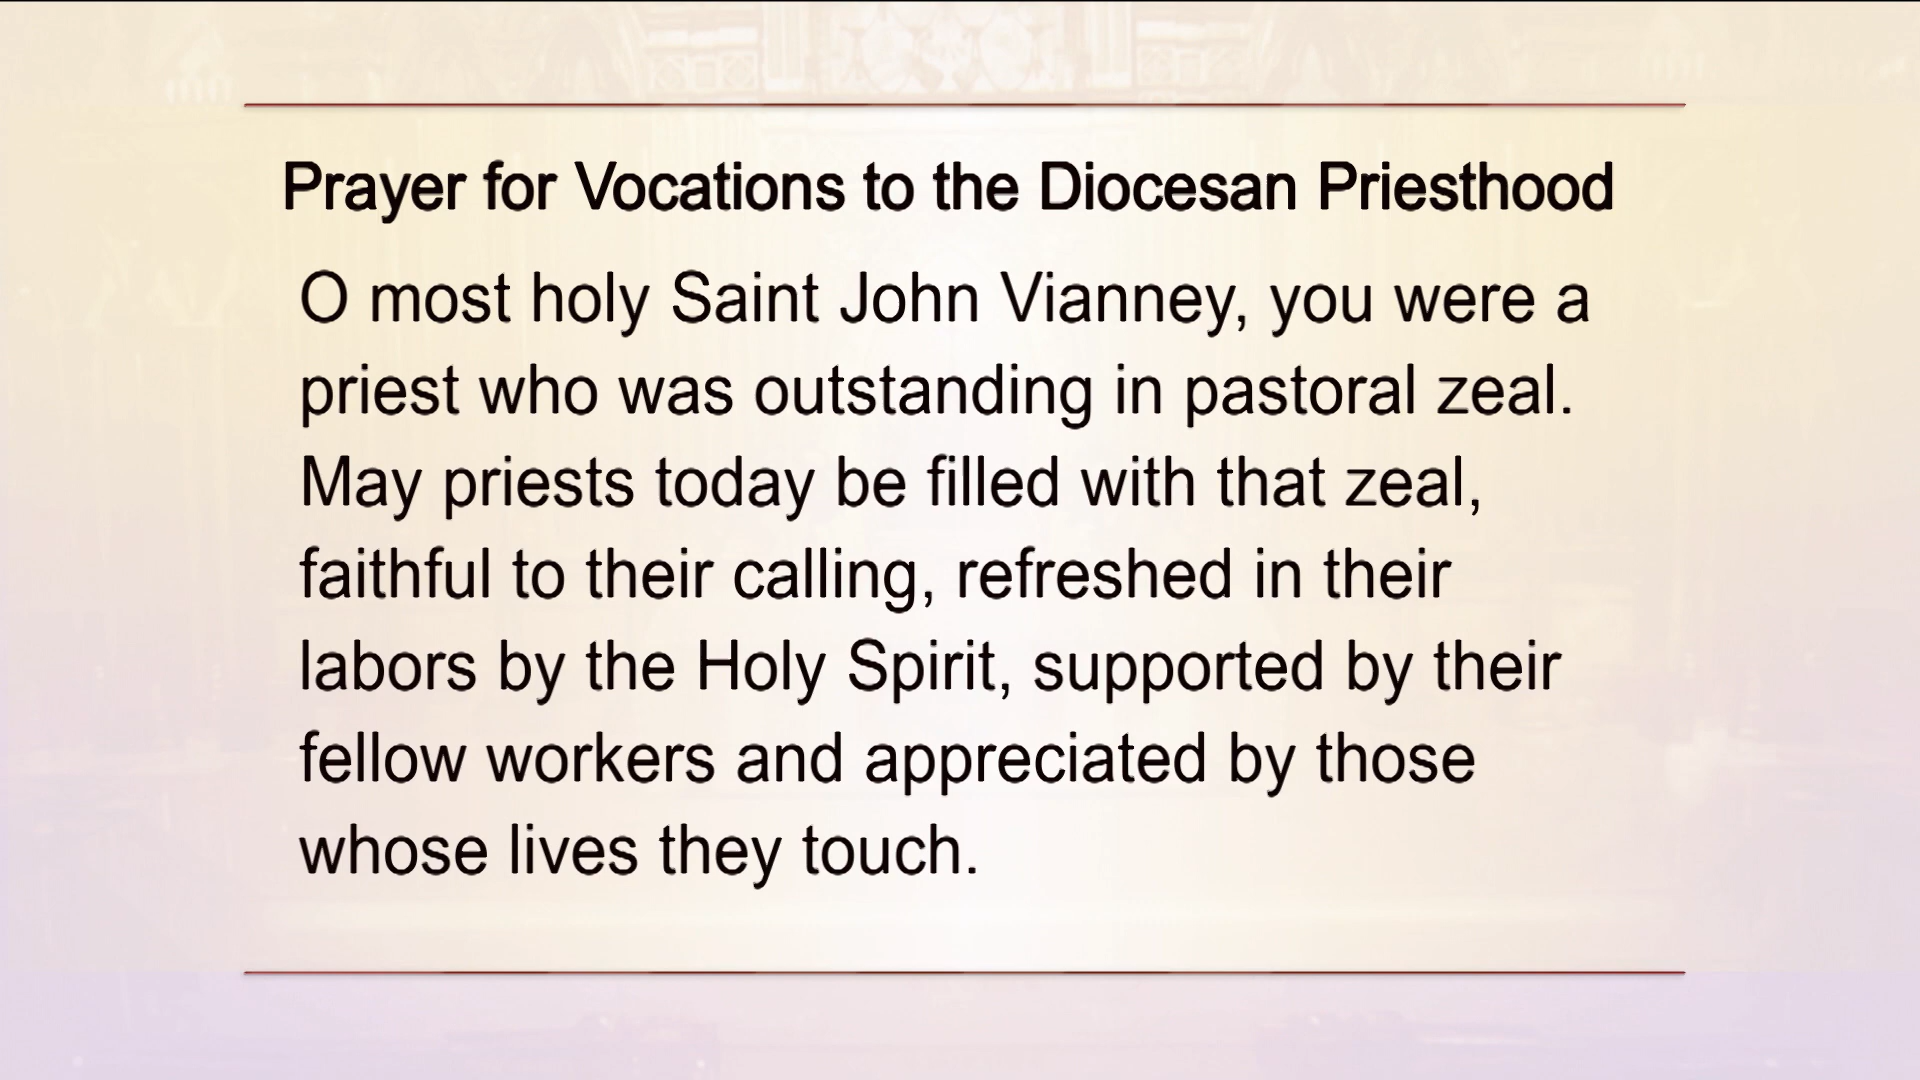 Prayer for Vocations to the Diocesan Priesthood
O most holy Saint John Vianney, you were a
priest who was outstanding in pastoral zeal.
May priests today be filled with that zeal,
faithful to their calling, refreshed in their
labors by the Holy Spirit, supported by their
fellow workers and appreciated by those
whose lives they touch.